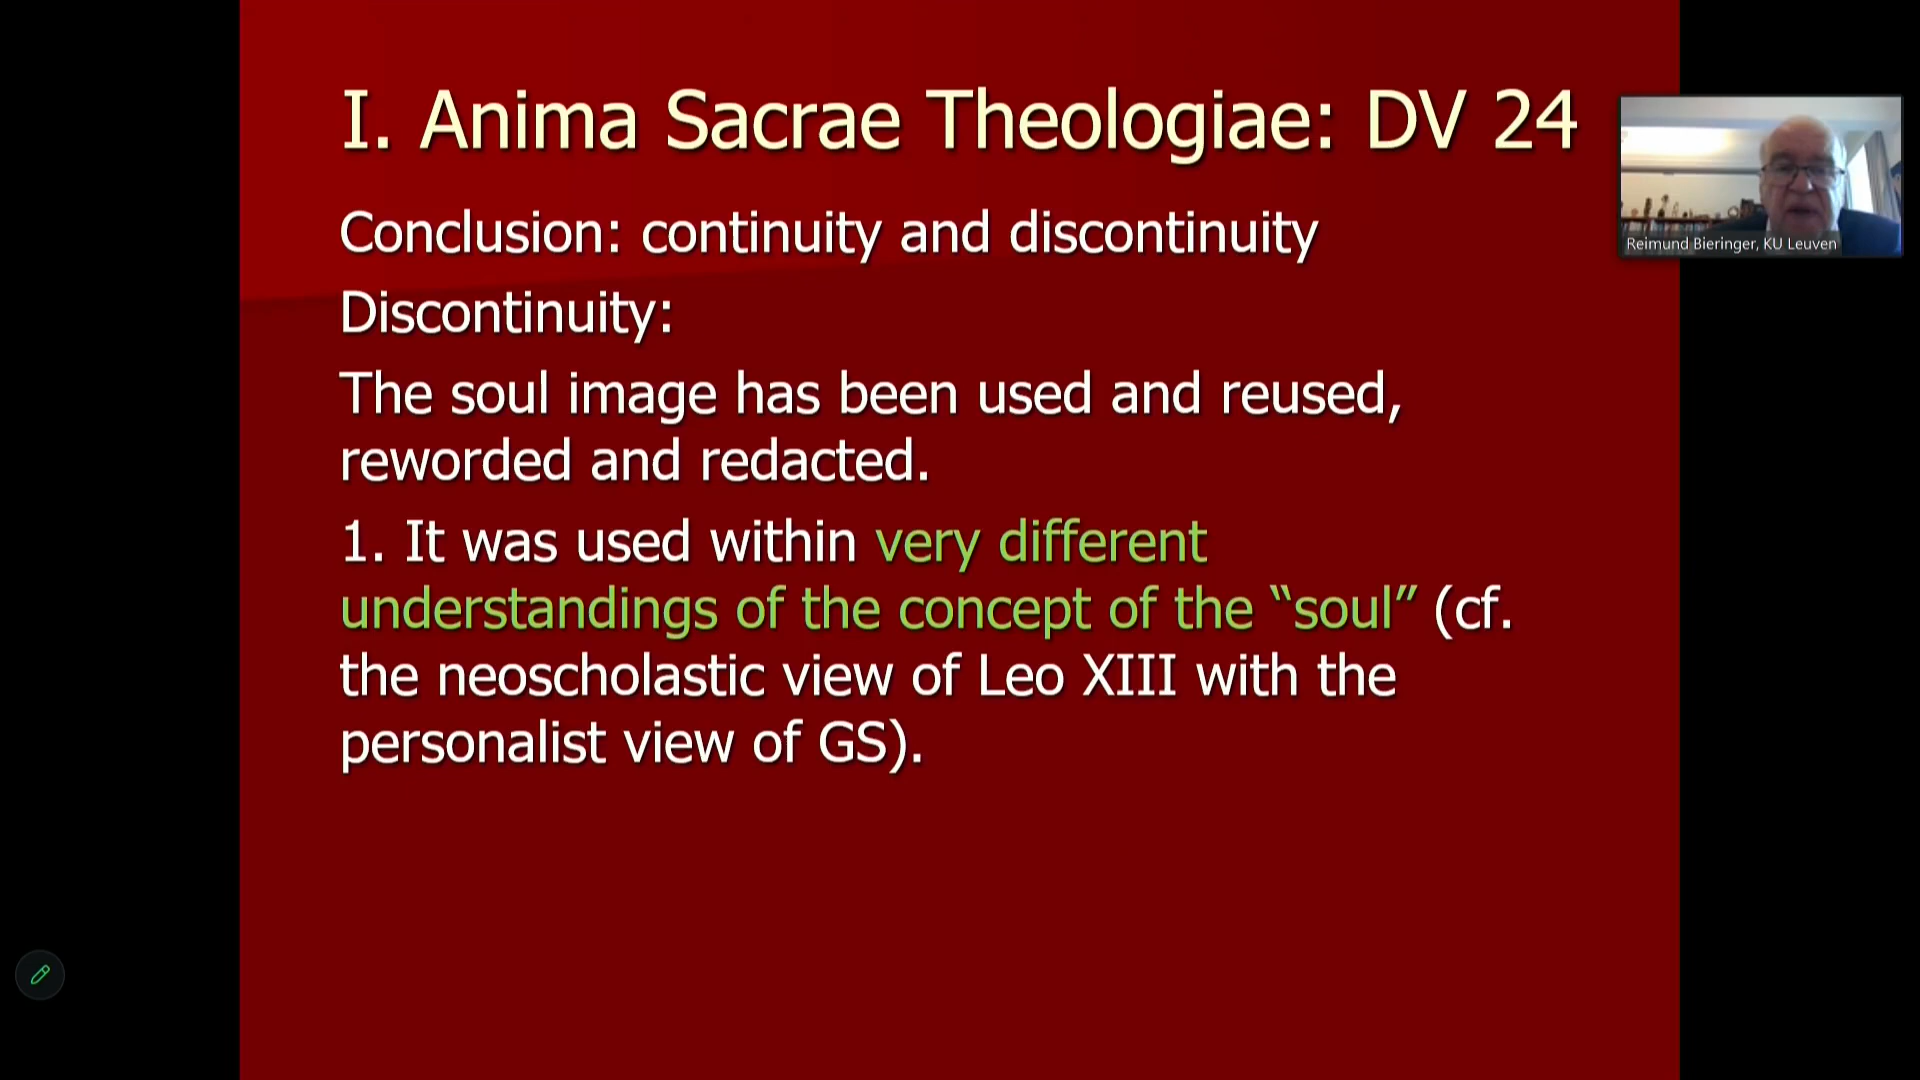 I. Anima Sacrae Theologiae: DV 24
Reimund Bieringer, KU Leuven
Conclusion: continuity and discontinuity
Discontinuity:
The soul image has been used and reused,
reworded and redacted.
1. It was used within very different
understandings of the concept of the “soul” (cf.
the neoscholastic view of Leo XIII with the
personalist view of GS).